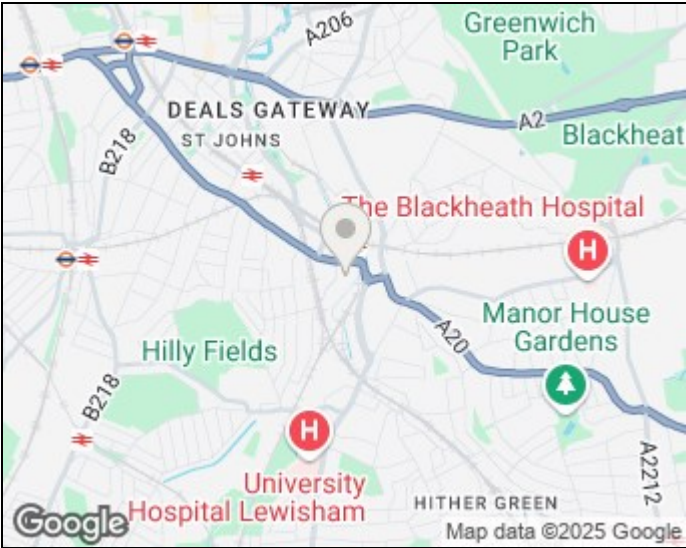 A206
Greenwich
Park
DEALS GATEWAY
A2
B218
ST JOHNS
Blackheat
The Blackheath Hospital
H
Manor House
Gardens
A20
Hilly Fields
B218
H
A2212
University
Hospital Lewisham
HITHER GREEN
Google
Map data ©2025 Google